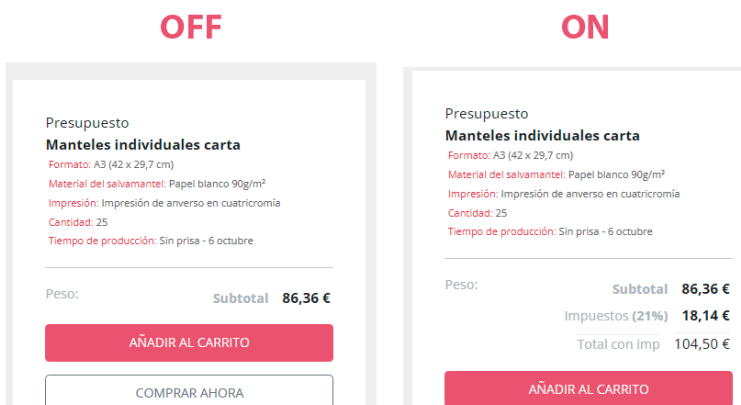 OFF
Presupuesto
Manteles individuales carta
Formato: A3 (42 x 29,7 cm)
Material del salvamantel: Papel blanco 90g/m²
Impresión: Impresión de anverso en cuatricromía
Cantidad: 25
Tiempo de producción: Sin prisa - 6 octubre
Peso:
Subtotal 86,36 €
AÑADIR AL CARRITO
COMPRAR AHORA
ON
Presupuesto
Manteles individuales carta
Formato: A3 (42 x 29,7 cm)
Material del salvamantel: Papel blanco 90g/m²
Impresión: Impresión de anverso en cuatricromía
Cantidad: 25
Tiempo de producción: Sin prisa - 6 octubre
Peso:
Subtotal 86,36 €
Impuestos (21%) 18,14 €
Total con imp 104,50 €
AÑADIR AL CARRITO